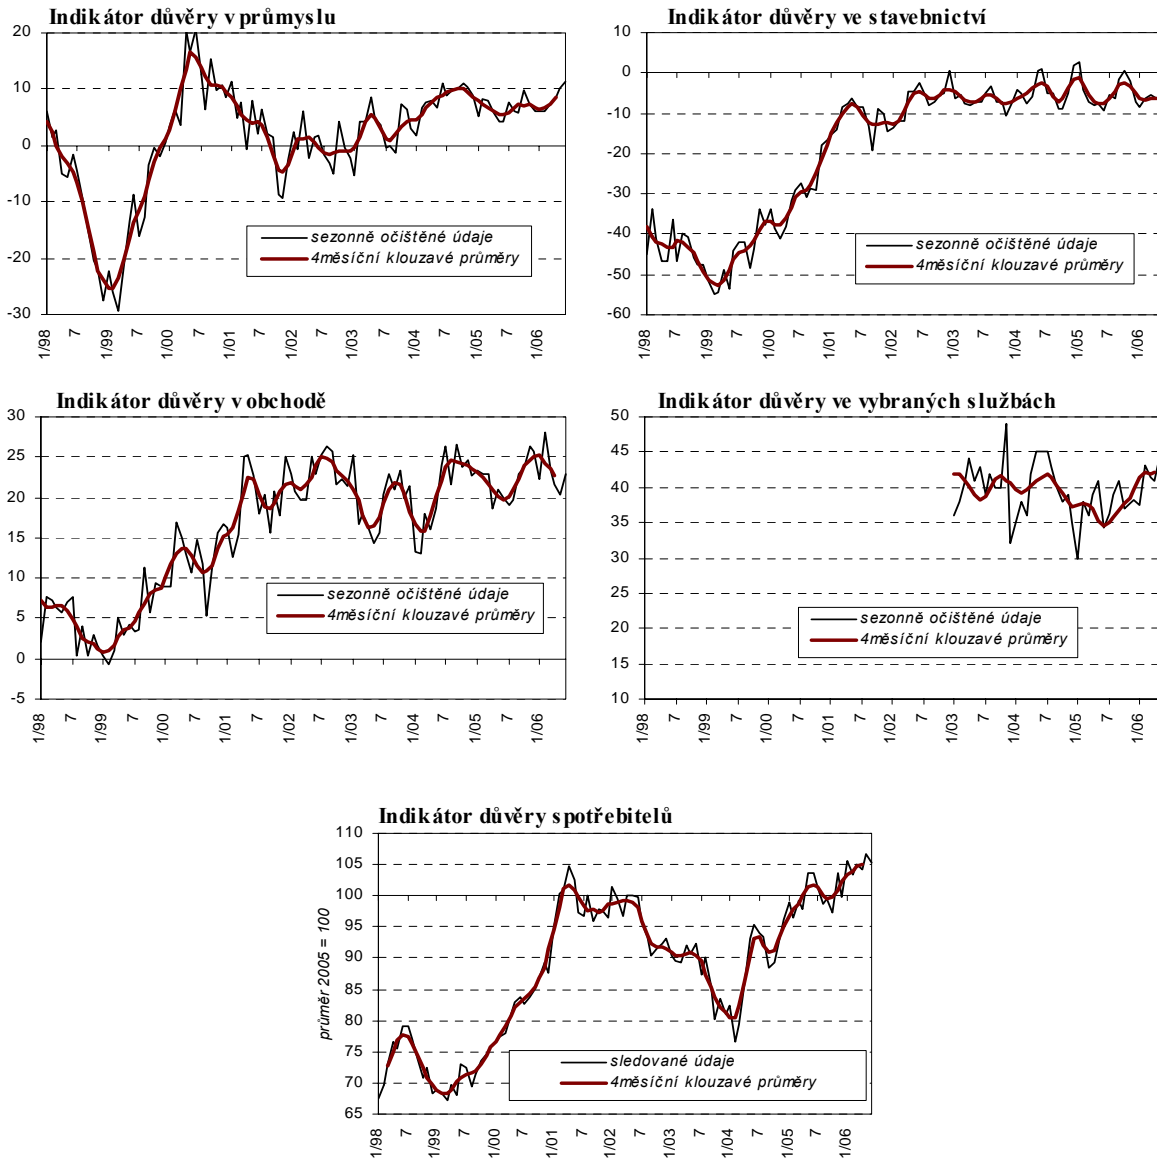 Indikátor důvěry v průmyslu
20
10
0
-10
-20
-30
sezonně očištěné údaje
4měsíční klouzavé průměry
1/98 7 1/99 7 1/00 7 1/01 7 1/02 7 1/03 7 1/04 7 1/05 7 1/06
Indikátor důvěry ve stavebnictví
10
0
-10
-20
-30
-40
-50
-60
sezonně očištěné údaje
4měsíční klouzavé průměry
1/98 7 1/99 7 1/00 7 1/01 7 1/02 7 1/03 7 1/04 7 1/05 7 1/06
Indikátor důvěry v obchodě
30
25
20
15
10
5
0
-5
sezonně očištěné údaje
4měsíční klouzavé průměry
1/98 7 1/99 7 1/00 7 1/01 7 1/02 7 1/03 7 1/04 7 1/05 7 1/06
Indikátor důvěry ve vybraných službách
50
45
40
35
30
25
20
15
10
sezonně očištěné údaje
4měsíční klouzavé průměry
1/98 7 1/99 7 1/00 7 1/01 7 1/02 7 1/03 7 1/04 7 1/05 7 1/06
Indikátor důvěry spotřebitelů
průměr 2005 = 100
110
105
100
95
90
85
80
75
70
65
sledované údaje
4měsíční klouzavé průměry
1/98 7 1/99 7 1/00 7 1/01 7 1/02 7 1/03 7 1/04 7 1/05 7 1/06